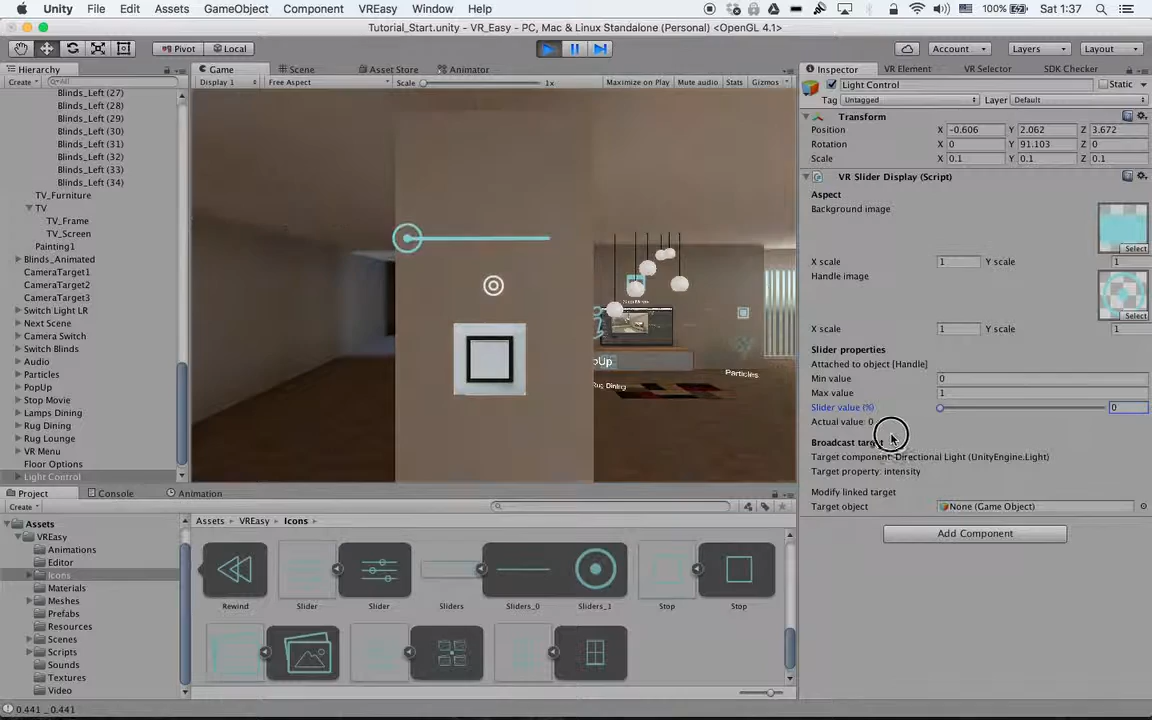 Unity File Edit Assets GameObject Component VREasy Window Help 100% Sat 1:37
Tutorial_Start.unity - VR_Easy - PC, Mac & Linux Standalone (Personal) <OpenGL 4.1>
Pivot Local Account Layers Layout
Hierarchy
Create All
Blinds_Left (27)
Blinds_Left (28)
Blinds_Left (29)
Blinds_Left (30)
Blinds_Left (31)
Blinds_Left (32)
Blinds_Left (33)
Blinds_Left (34)
TV_Furniture
TV
TV_Frame
TV_Screen
Painting1
Blinds_Animated
CameraTarget1
CameraTarget2
CameraTarget3
Switch Light LR
Next Scene
Camera Switch
Switch Blinds
Audio
Particles
PopUp
Stop Movie
Lamps Dining
Rug Dining
Rug Lounge
VR Menu
Floor Options
Light Control
Game Scene Asset Store Animator
Display 1 Free Aspect Scale 1x Maximize on Play Mute audio Stats Gizmos
Stop Movie
opUp
Rug Dining
Particles
Inspector VR Element VR Selector SDK Checker
Light Control Static
Tag Untagged Layer Default
Transform
Position X -0.606 Y 2.062 Z 3.672
Rotation X 0 Y 91.103 Z 0
Scale X 0.1 Y 0.1 Z 0.1
VR Slider Display (Script)
Aspect
Background image
Select
X scale 1 Y scale 1
Handle image
Select
X scale 1 Y scale 1
Slider properties
Attached to object [Handle]
Min value 0
Max value 1
Slider value (%) 0
Actual value: 0
Broadcast target
Target component: Directional Light (UnityEngine.Light)
Target property: intensity
Modify linked target
Target object None (Game Object)
Add Component
Project Console Animation
Create
Assets
VREasy
Animations
Editor
Icons
Materials
Meshes
Prefabs
Resources
Scenes
Scripts
Sounds
Textures
Video
Assets VREasy Icons
Rewind Slider Slider Sliders Sliders_0 Sliders_1 Stop Stop
0.441 _ 0.441